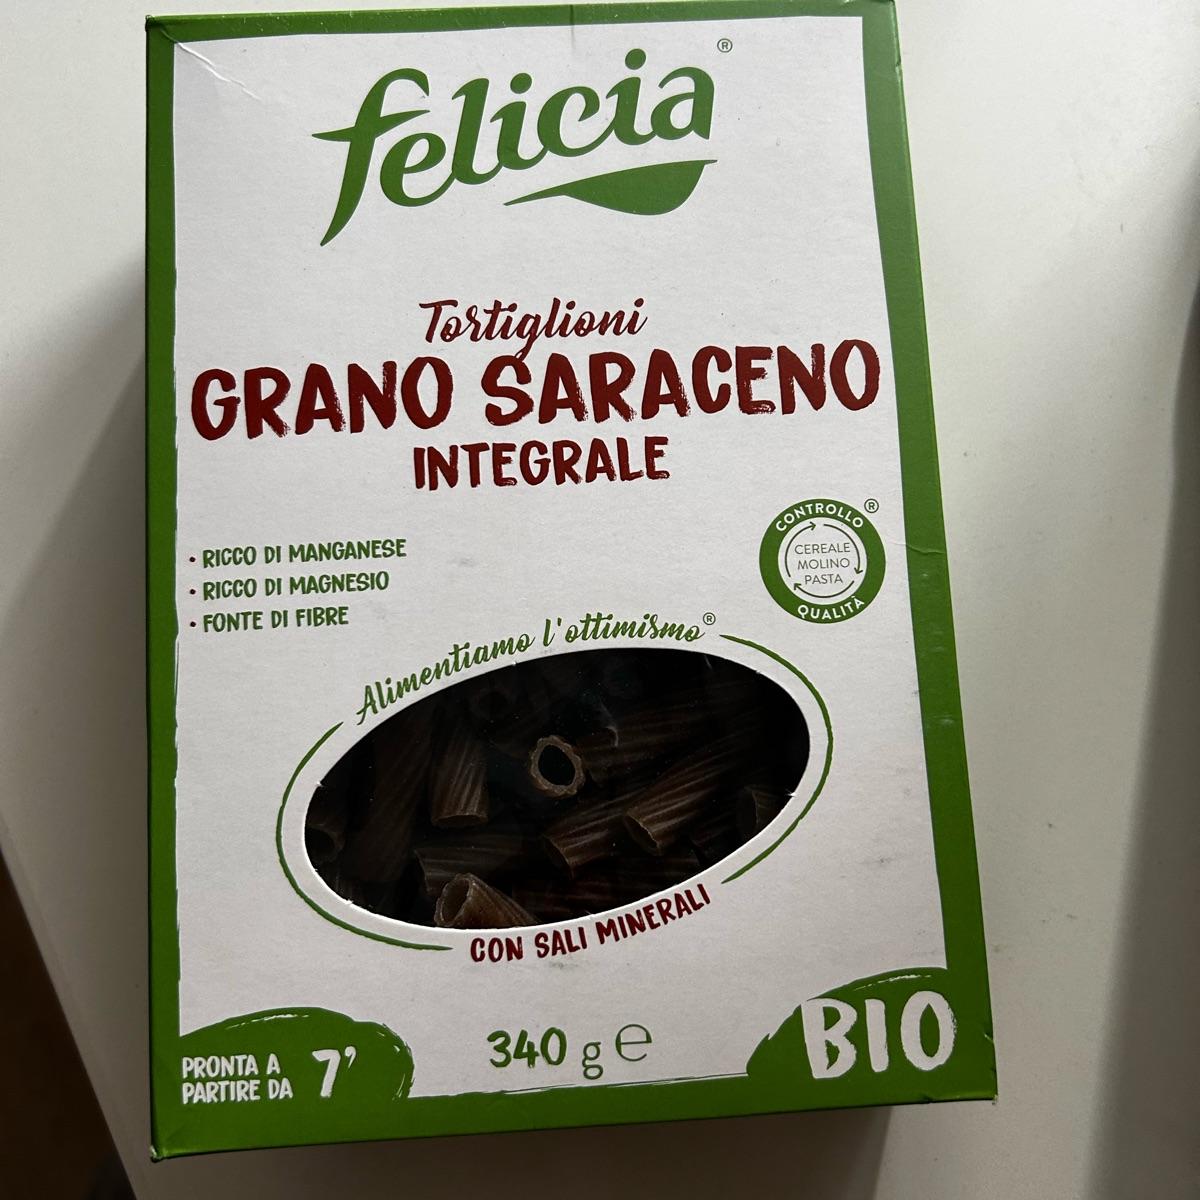 felicia®
Tortiglioni
GRANO SARACENO
INTEGRALE
· RICCO DI MANGANESE
· RICCO DI MAGNESIO
· FONTE DI FIBRE
CONTROLLO ®
CEREALE
MOLINO
PASTA
QUALITÀ
Alimentiamo l'ottimismo®
CON SALI MINERALI
PRONTA A
PARTIRE DA 7’
340 g ℮
BIO